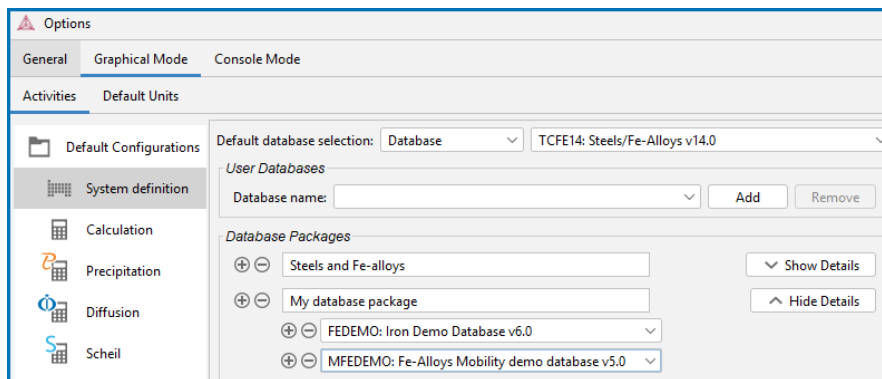 Options
General Graphical Mode Console Mode
Activities Default Units
Default Configurations
System definition
Calculation
Precipitation
Diffusion
Scheil
Default database selection: Database TCFE14: Steels/Fe-Alloys v14.0
User Databases
Database name: Add Remove
Database Packages
Steels and Fe-alloys Show Details
My database package Hide Details
FEDEMO: Iron Demo Database v6.0
MFEDEMO: Fe-Alloys Mobility demo database v5.0